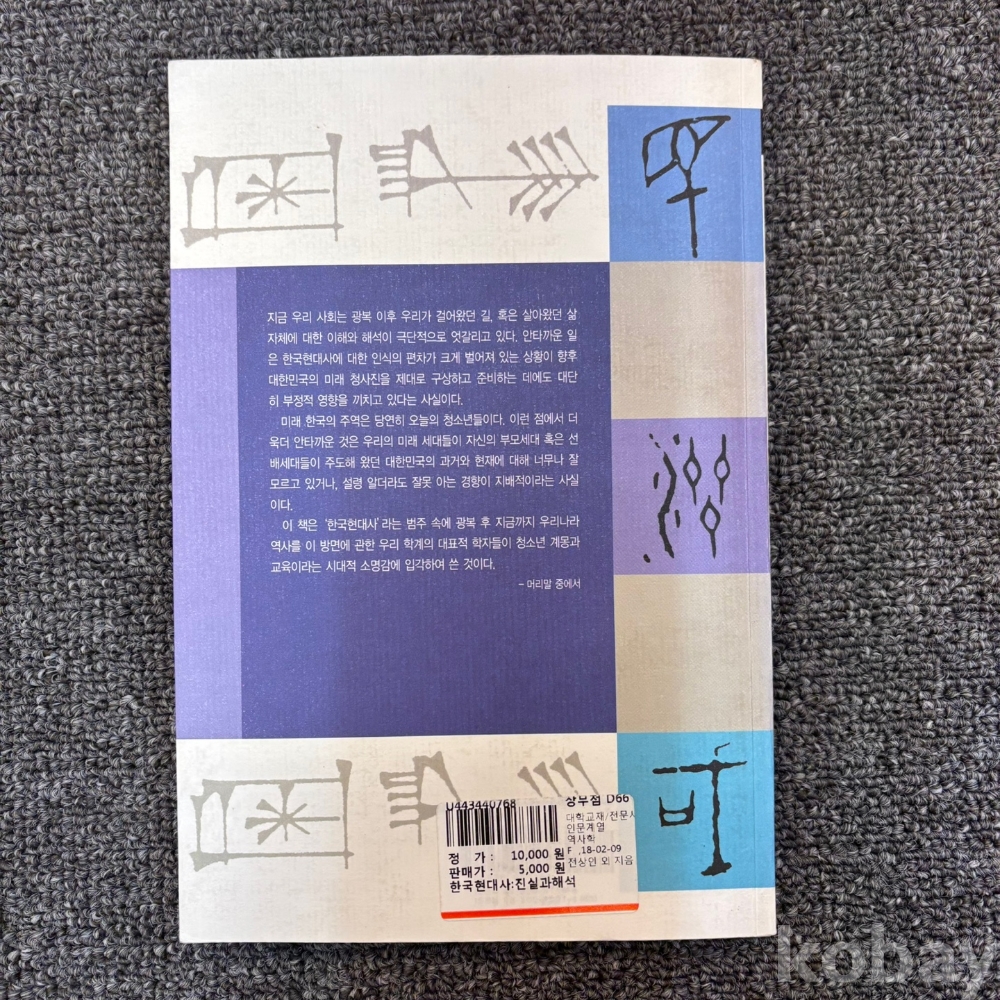 지금 우리 사회는 광복 이후 우리가 걸어왔던 길, 혹은 살아왔던 삶
자체에 대한 이해와 해석이 극단적으로 엇갈리고 있다. 안타까운 일
은 한국현대사에 대한 인식의 편차가 크게 벌어져 있는 상황이 향후
대한민국의 미래 청사진을 제대로 구상하고 준비하는 데에도 대단
히 부정적 영향을 끼치고 있다는 사실이다.
미래 한국의 주역은 당연히 오늘의 청소년들이다. 이런 점에서 더
욱더 안타까운 것은 우리의 미래 세대들이 자신의 부모세대 혹은 선
배세대들이 주도해 왔던 대한민국의 과거와 현재에 대해 너무나 잘
모르고 있거나, 설령 알더라도 잘못 아는 경향이 지배적이라는 사실
이다.
이 책은 '한국현대사'라는 범주 속에 광복 후 지금까지 우리나라
역사를 이 방면에 관한 우리 학계의 대표적 학자들이 청소년 계몽과
교육이라는 시대적 소명감에 입각하여 쓴 것이다.
- 머리말 중에서
U443440768
상무점 D66
대학교재/전문서
인문계열
역사학
18-02-09
전상인 외 지음
정 가 : 10,000 원
판매가 : 5,000 원
한국현대사:진실과해석
kobay